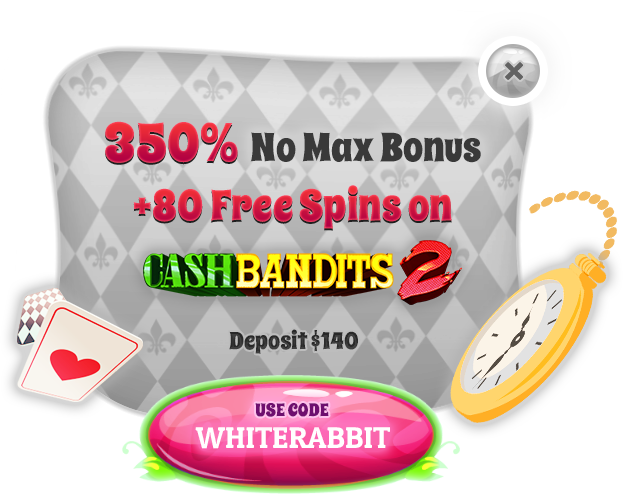 350% No Max Bonus
+80 Free Spins on
CASH BANDITS 2
Deposit $140
USE CODE
WHITERABBIT